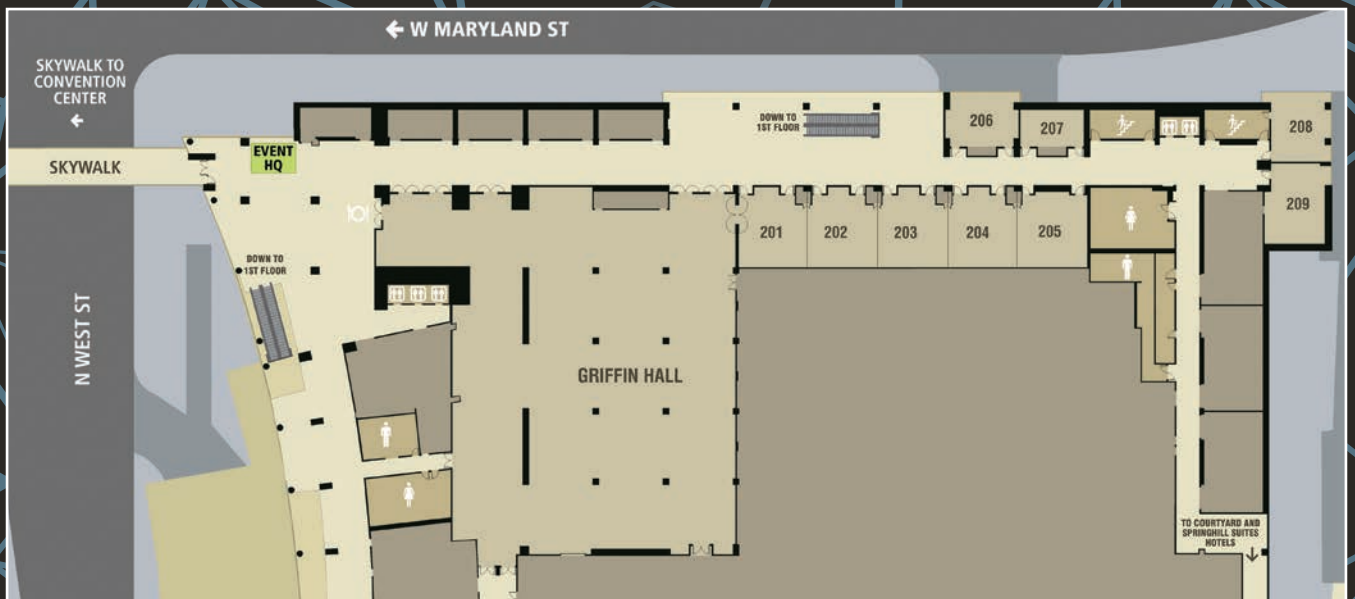 ← W MARYLAND ST
SKYWALK TO
CONVENTION
CENTER
←
SKYWALK
EVENT
HQ
DOWN TO
1ST FLOOR
206
207
208
209
201
202
203
204
205
DOWN TO
1ST FLOOR
N WEST ST
GRIFFIN HALL
TO COURTYARD AND
SPRINGHILL SUITES
HOTELS
↓